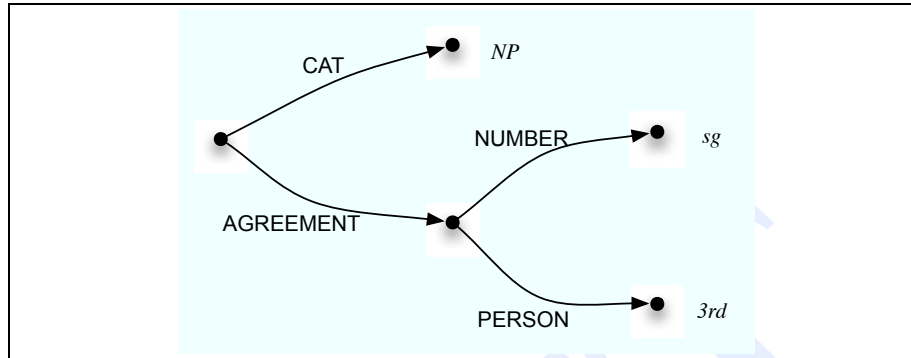 CAT
NP
NUMBER
sg
AGREEMENT
PERSON
3rd